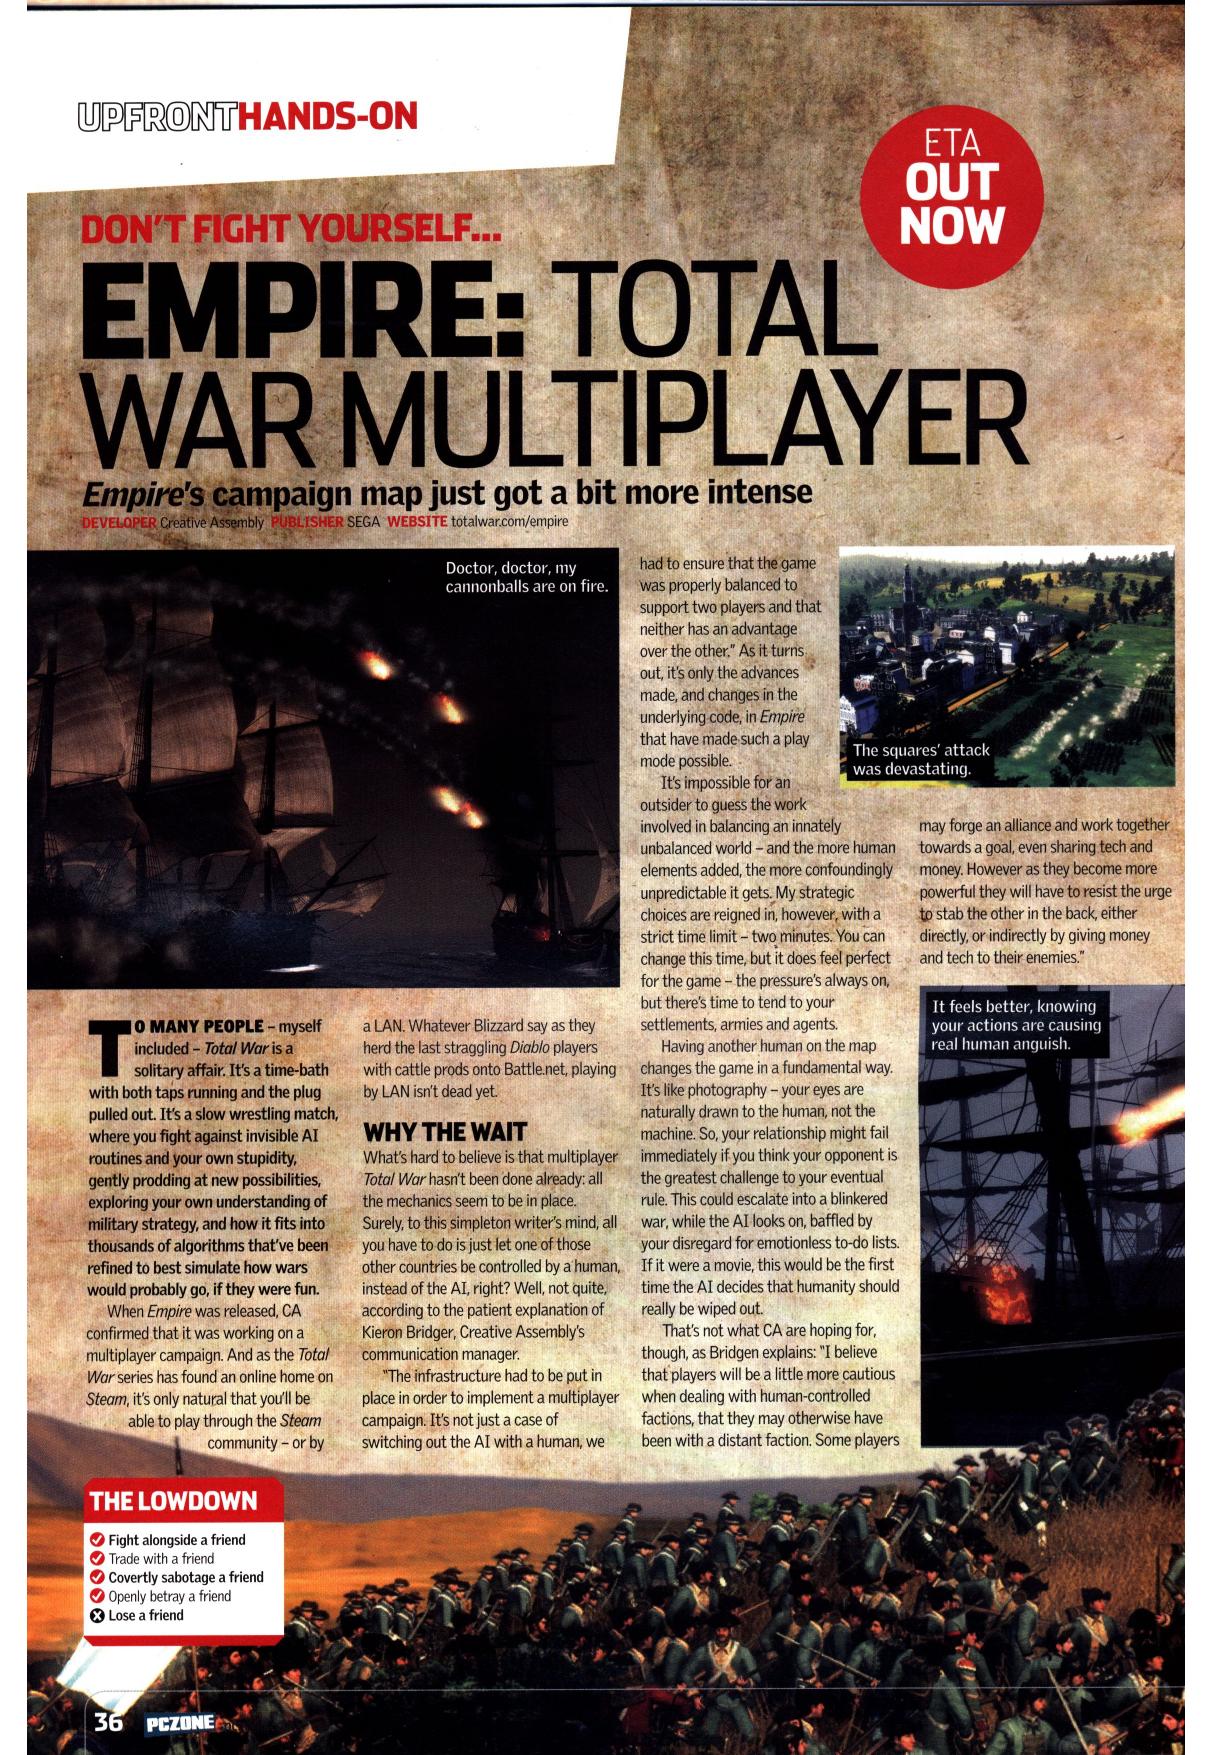 UPFRONTHANDS-ON
ETA
OUT
NOW
DON'T FIGHT YOURSELF...
EMPIRE: TOTAL
WAR MULTIPLAYER
Empire's campaign map just got a bit more intense
DEVELOPER Creative Assembly PUBLISHER SEGA WEBSITE totalwar.com/empire
Doctor, doctor, my
cannonballs are on fire.
TO MANY PEOPLE – myself
included – Total War is a
solitary affair. It's a time-bath
with both taps running and the plug
pulled out. It's a slow wrestling match,
where you fight against invisible AI
routines and your own stupidity,
gently prodding at new possibilities,
exploring your own understanding of
military strategy, and how it fits into
thousands of algorithms that've been
refined to best simulate how wars
would probably go, if they were fun.
When Empire was released, CA
confirmed that it was working on a
multiplayer campaign. And as the Total
War series has found an online home on
Steam, it's only natural that you'll be
able to play through the Steam
community – or by
a LAN. Whatever Blizzard say as they
herd the last straggling Diablo players
with cattle prods onto Battle.net, playing
by LAN isn't dead yet.
WHY THE WAIT
What's hard to believe is that multiplayer
Total War hasn't been done already: all
the mechanics seem to be in place.
Surely, to this simpleton writer's mind, all
you have to do is just let one of those
other countries be controlled by a human,
instead of the AI, right? Well, not quite,
according to the patient explanation of
Kieron Bridger, Creative Assembly's
communication manager.
"The infrastructure had to be put in
place in order to implement a multiplayer
campaign. It's not just a case of
switching out the AI with a human, we
had to ensure that the game
was properly balanced to
support two players and that
neither has an advantage
over the other." As it turns
out, it's only the advances
made, and changes in the
underlying code, in Empire
that have made such a play
mode possible.
It's impossible for an
outsider to guess the work
involved in balancing an innately
unbalanced world – and the more human
elements added, the more confoundingly
unpredictable it gets. My strategic
choices are reigned in, however, with a
strict time limit – two minutes. You can
change this time, but it does feel perfect
for the game – the pressure's always on,
but there's time to tend to your
settlements, armies and agents.
Having another human on the map
changes the game in a fundamental way.
It's like photography – your eyes are
naturally drawn to the human, not the
machine. So, your relationship might fail
immediately if you think your opponent is
the greatest challenge to your eventual
rule. This could escalate into a blinkered
war, while the AI looks on, baffled by
your disregard for emotionless to-do lists.
If it were a movie, this would be the first
time the AI decides that humanity should
really be wiped out.
That's not what CA are hoping for,
though, as Bridgen explains: "I believe
that players will be a little more cautious
when dealing with human-controlled
factions, that they may otherwise have
been with a distant faction. Some players
The squares' attack
was devastating.
may forge an alliance and work together
towards a goal, even sharing tech and
money. However as they become more
powerful they will have to resist the urge
to stab the other in the back, either
directly, or indirectly by giving money
and tech to their enemies."
It feels better, knowing
your actions are causing
real human anguish.
THE LOWDOWN
Fight alongside a friend
Trade with a friend
Covertly sabotage a friend
Openly betray a friend
Lose a friend
36 PCZONE